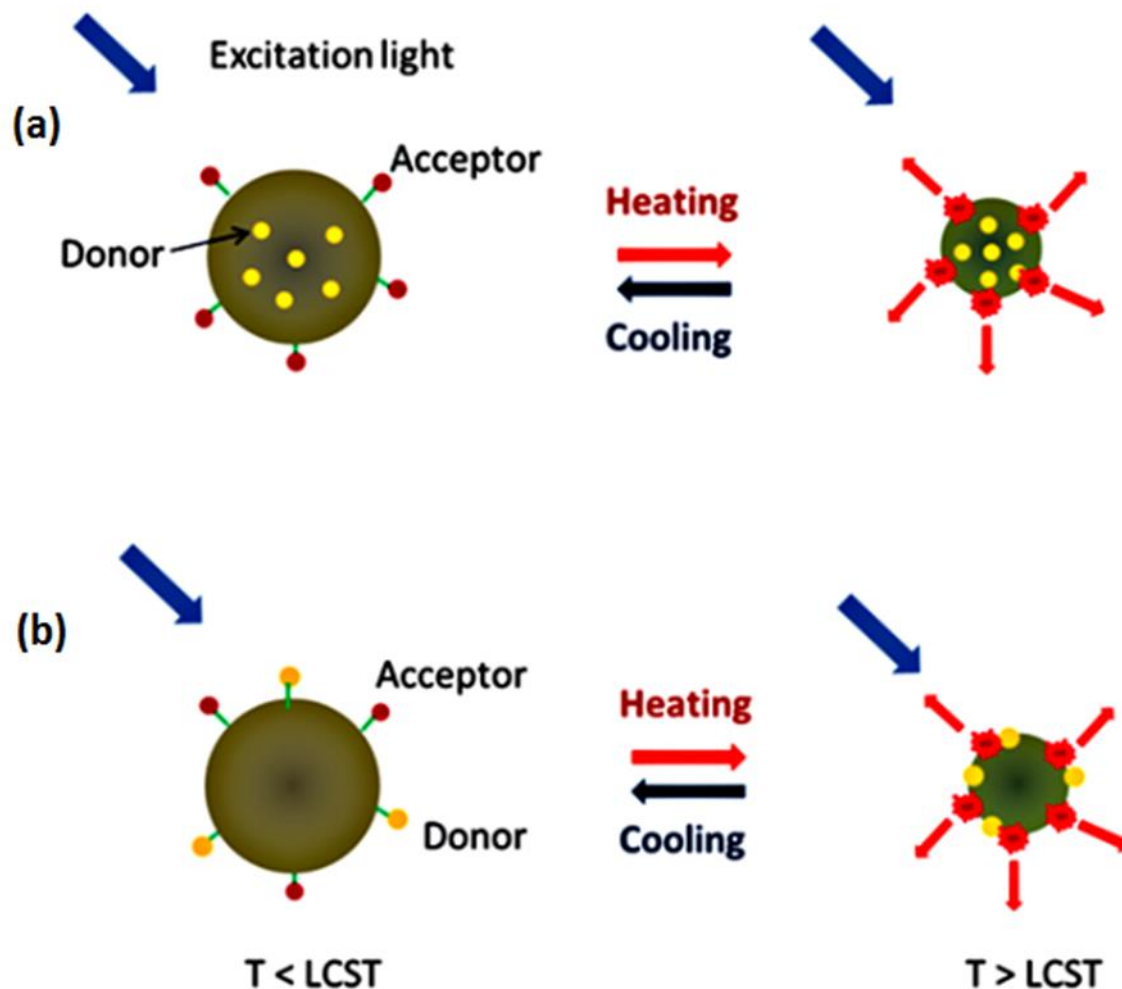 Excitation light
(a)
Acceptor
Donor
Heating
Cooling
(b)
Acceptor
Donor
Heating
Cooling
T < LCST
T > LCST